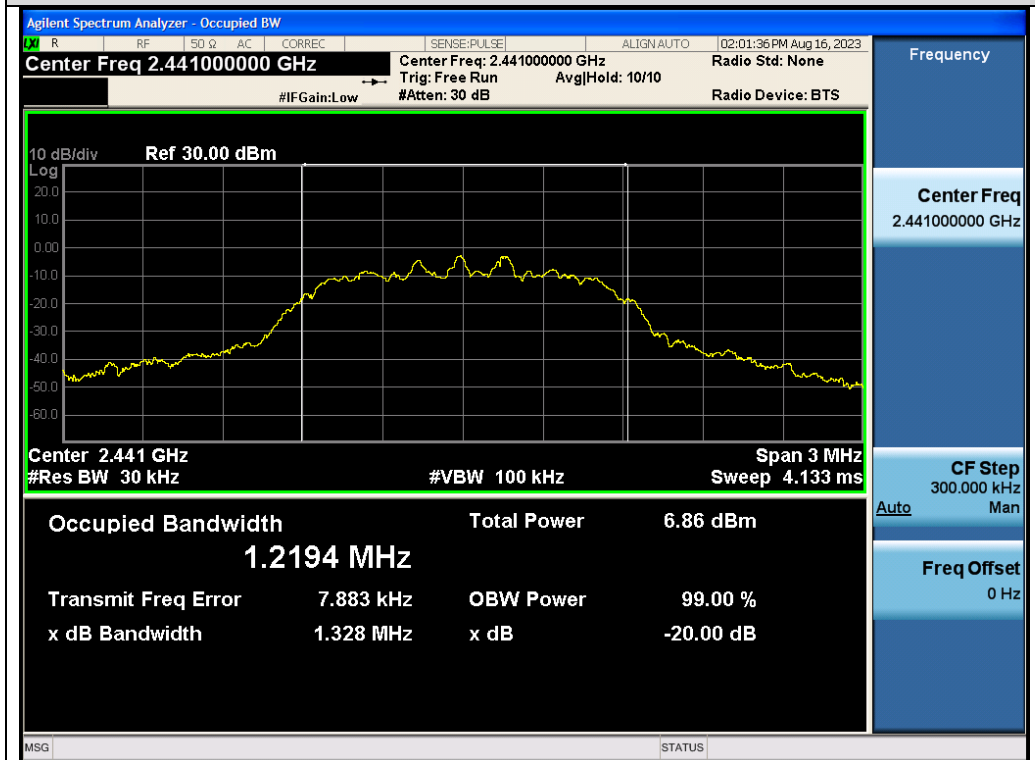 Agilent Spectrum Analyzer - Occupied BW
LXI R RF 50 Ω AC CORREC SENSE:PULSE ALIGN AUTO 02:01:36 PM Aug 16, 2023
Center Freq 2.441000000 GHz
Center Freq: 2.441000000 GHz
Radio Std: None
Trig: Free Run Avg|Hold: 10/10
#IFGain:Low #Atten: 30 dB
Radio Device: BTS
10 dB/div Ref 30.00 dBm
Log
20.0
10.0
0.00
-10.0
-20.0
-30.0
-40.0
-50.0
-60.0
Center 2.441 GHz Span 3 MHz
#Res BW 30 kHz #VBW 100 kHz Sweep 4.133 ms
Occupied Bandwidth Total Power 6.86 dBm
1.2194 MHz
Transmit Freq Error 7.883 kHz OBW Power 99.00 %
x dB Bandwidth 1.328 MHz x dB -20.00 dB
Frequency
Center Freq
2.441000000 GHz
CF Step
300.000 kHz
Auto Man
Freq Offset
0 Hz
MSG STATUS